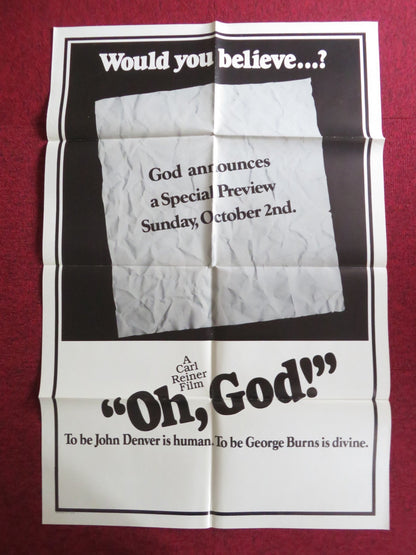 Would you believe...?
God announces
a Special Preview
Sunday, October 2nd.
A
Carl
Reiner
Film
“Oh, God!”
To be John Denver is human. To be George Burns is divine.